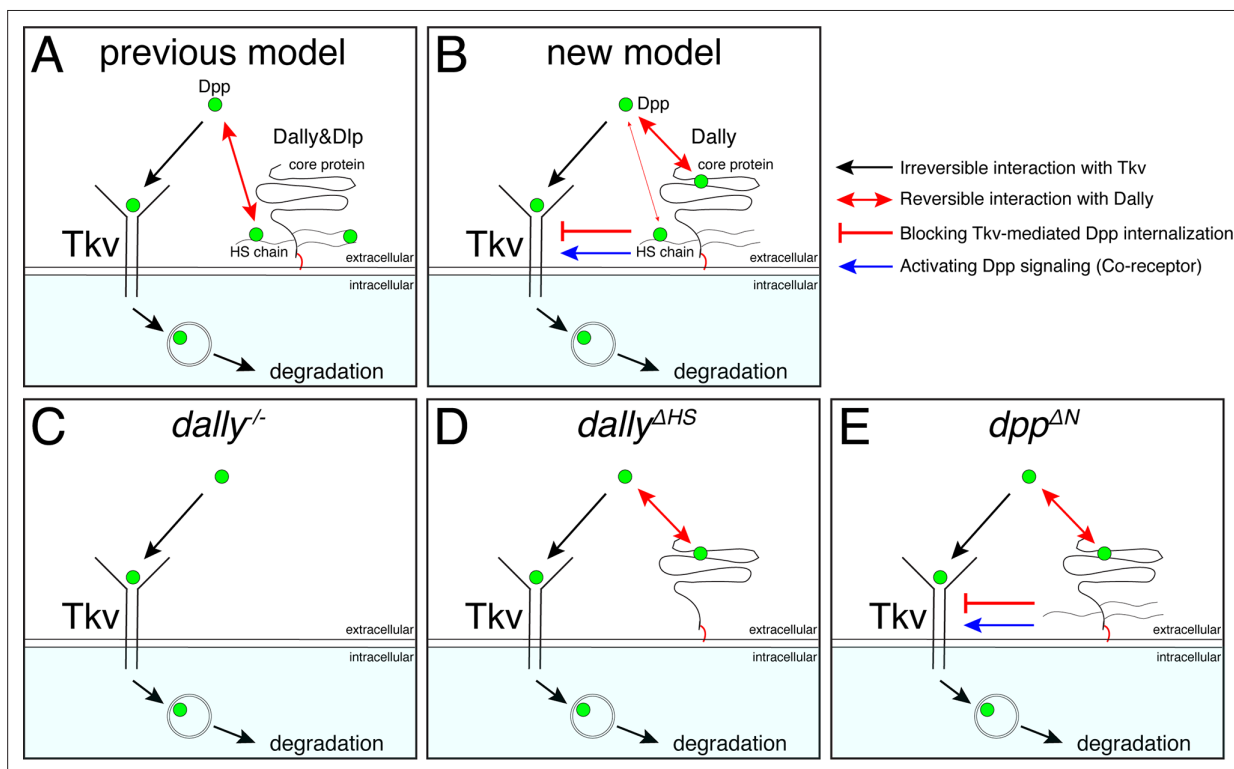 A previous model
Dpp
Dally&Dlp
core protein
Tkv
HS chain
extracellular
intracellular
degradation
B new model
Dpp
Dally
core protein
Tkv
HS chain
extracellular
intracellular
degradation
Irreversible interaction with Tkv
Reversible interaction with Dally
Blocking Tkv-mediated Dpp internalization
Activating Dpp signaling (Co-receptor)
C dally-/-
Tkv
extracellular
intracellular
degradation
D dallyΔHS
Tkv
extracellular
intracellular
degradation
E dppΔN
Tkv
extracellular
intracellular
degradation